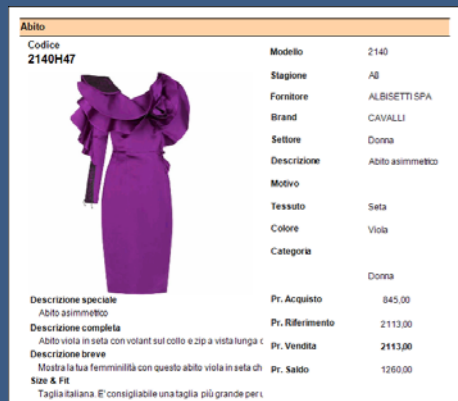 Abito
Codice
2140H47
Modello 2140
Stagione A8
Fornitore ALBISETTI SPA
Brand CAVALLI
Settore Donna
Descrizione Abito asimmetrico
Motivo
Tessuto Seta
Colore Viola
Categoria
Donna
Descrizione speciale
Abito asimmetrico
Descrizione completa
Abito viola in seta con volant sul collo e zip a vista lunga
Descrizione breve
Mostra la tua femminilità con questo abito viola in seta ch
Size & Fit
Taglia italiana. E' consigliabile una taglia più grande per
Pr. Acquisto 845,00
Pr. Riferimento 2113,00
Pr. Vendita 2113,00
Pr. Saldo 1260,00